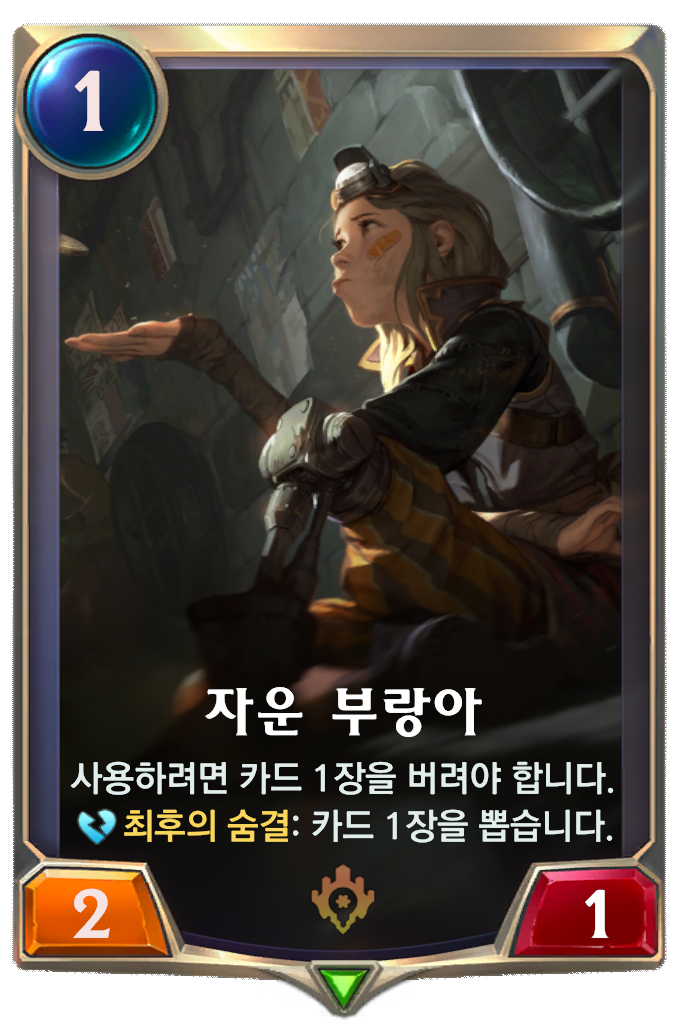 1
자운 부랑아
사용하려면 카드 1장을 버려야 합니다.
최후의 숨결: 카드 1장을 뽑습니다.
2
1